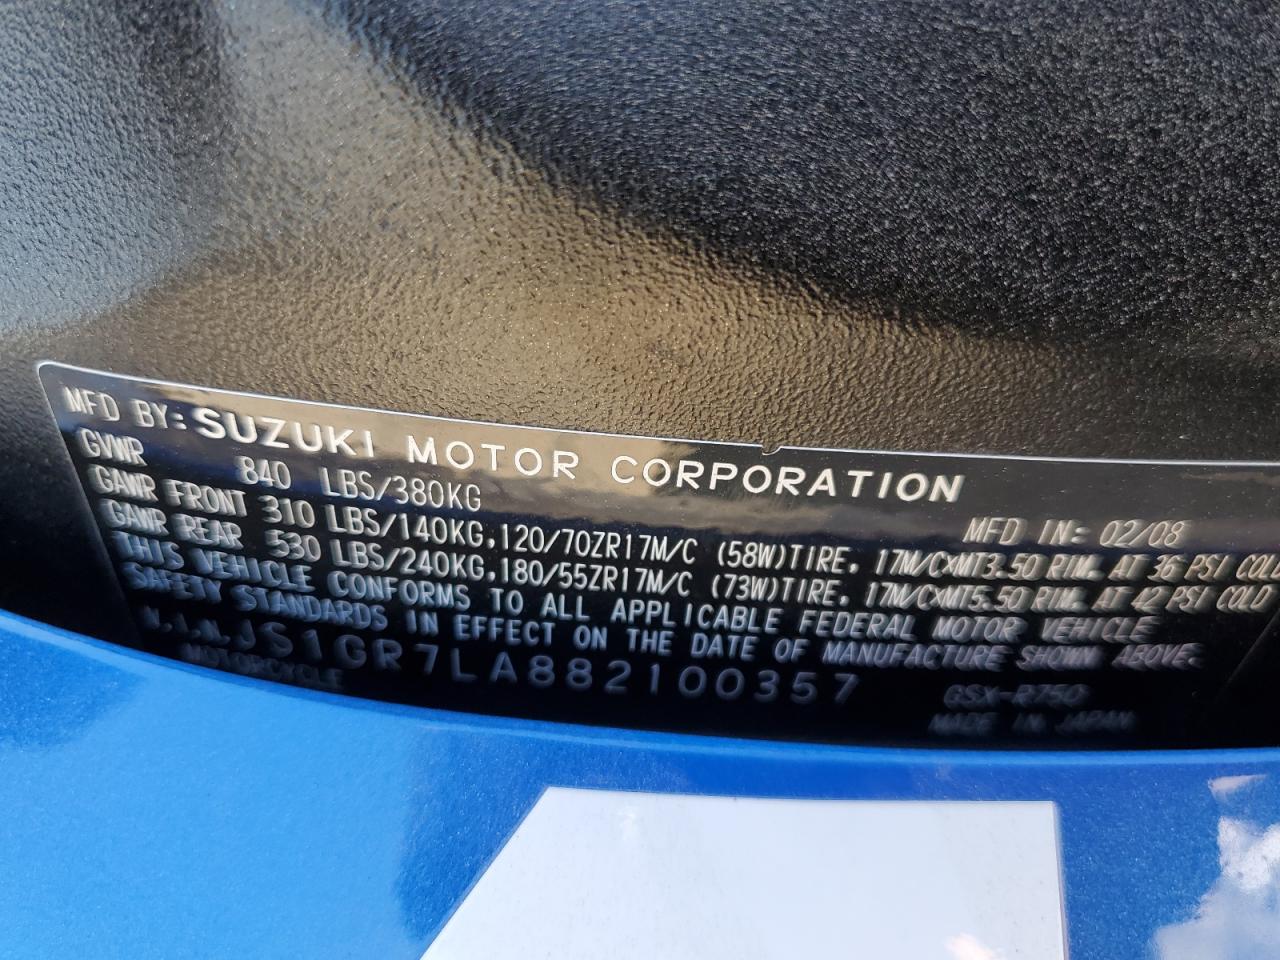 MFD BY: SUZUKI MOTOR CORPORATION
GVWR 840 LBS/380KG MFD IN: 02/08
GAWR FRONT 310 LBS/140KG, 120/70ZR17M/C (58W) TIRE, 17M/CXMT3.50 RIM, AT 36 PSI COLD
GAWR REAR 530 LBS/240KG, 180/55ZR17M/C (73W) TIRE, 17M/CXMT5.50 RIM, AT 42 PSI COLD
THIS VEHICLE CONFORMS TO ALL APPLICABLE FEDERAL MOTOR VEHICLE
SAFETY STANDARDS IN EFFECT ON THE DATE OF MANUFACTURE SHOWN ABOVE.
V.I.N. JS1GR7LA882100357 GSX-R750
MOTORCYCLE MADE IN JAPAN